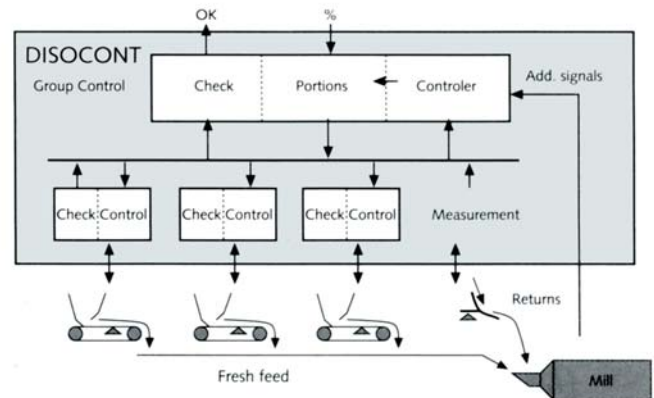 OK
%
DISOCONT
Group Control
Check
Portions
Controler
Add. signals
Check
Control
Check
Control
Check
Control
Measurement
Returns
Fresh feed
Mill